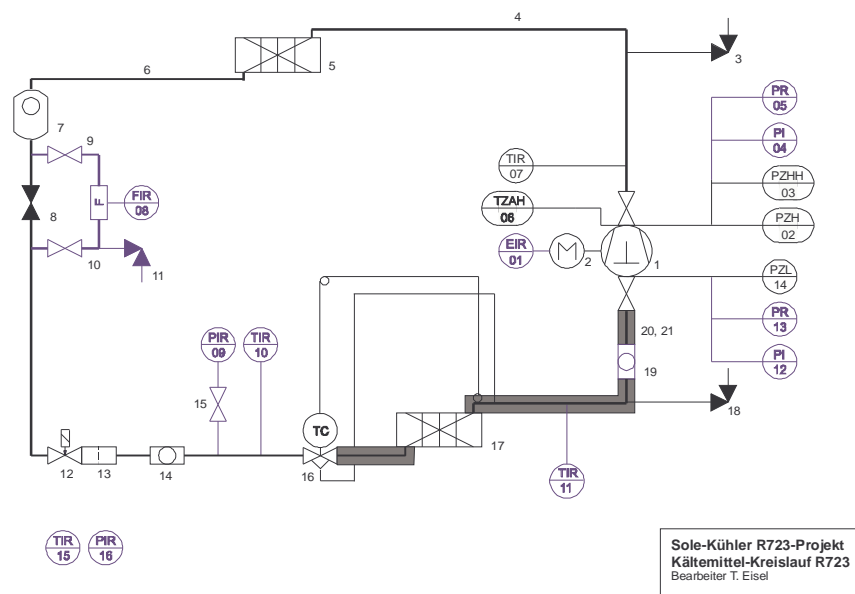 4
3
5
6
PR
05
7
9
PI
04
TIR
07
PZHH
03
FIR
08
F
8
TZAH
06
PZH
02
EIR
01
M
2
1
10
11
PZL
14
20, 21
PR
13
PIR
09
TIR
10
19
PI
12
15
18
TC
17
12
13
14
16
TIR
11
TIR
15
PIR
16
Sole-Kühler R723-Projekt
Kältemittel-Kreislauf R723
Bearbeiter T. Eisel